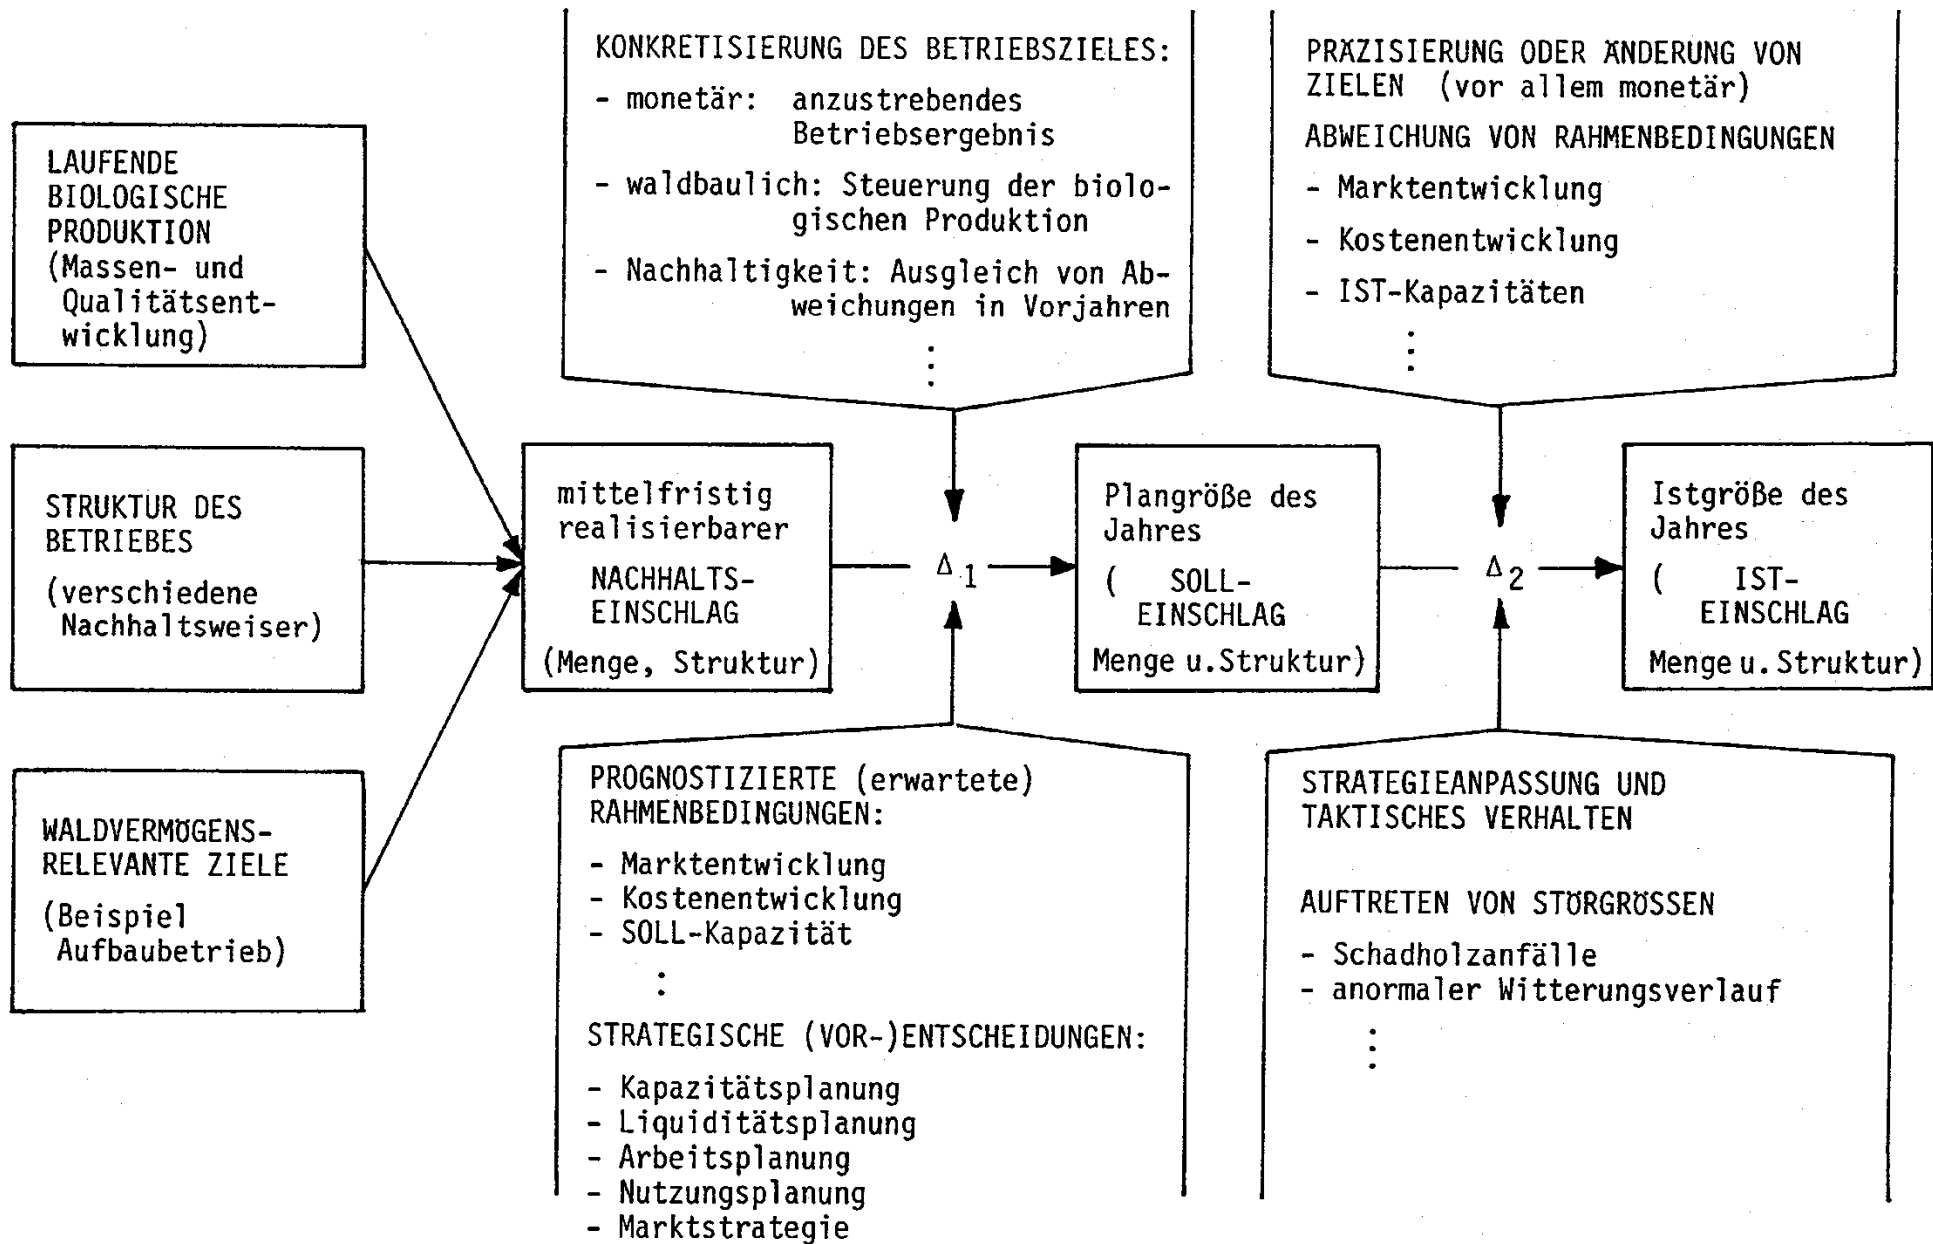 KONKRETISIERUNG DES BETRIEBSZIELES:
- monetär: anzustrebendes
Betriebsergebnis
- waldbaulich: Steuerung der biolo-
gischen Produktion
- Nachhaltigkeit: Ausgleich von Ab-
weichungen in Vorjahren
PRÄZISIERUNG ODER ÄNDERUNG VON
ZIELEN (vor allem monetär)
ABWEICHUNG VON RAHMENBEDINGUNGEN
- Marktentwicklung
- Kostenentwicklung
- IST-Kapazitäten
LAUFENDE
BIOLOGISCHE
PRODUKTION
(Massen- und
Qualitätsent-
wicklung)
STRUKTUR DES
BETRIEBES
(verschiedene
Nachhaltsweiser)
WALDVERMÖGENS-
RELEVANTE ZIELE
(Beispiel
Aufbaubetrieb)
mittelfristig
realisierbarer
NACHHALTS-
EINSCHLAG
(Menge, Struktur)
Δ1
Plangröße des
Jahres
( SOLL-
EINSCHLAG
Menge u. Struktur)
Δ2
Istgröße des
Jahres
( IST-
EINSCHLAG
Menge u. Struktur)
PROGNOSTIZIERTE (erwartete)
RAHMENBEDINGUNGEN:
- Marktentwicklung
- Kostenentwicklung
- SOLL-Kapazität
STRATEGISCHE (VOR-)ENTSCHEIDUNGEN:
- Kapazitätsplanung
- Liquiditätsplanung
- Arbeitsplanung
- Nutzungsplanung
- Marktstrategie
STRATEGIEANPASSUNG UND
TAKTISCHES VERHALTEN
AUFTRETEN VON STÖRGRÖSSEN
- Schadholzanfälle
- anormaler Witterungsverlauf